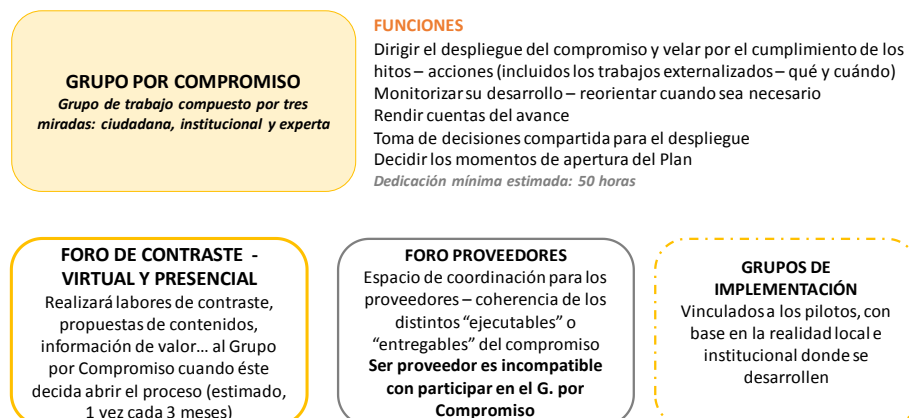 GRUPO POR COMPROMISO
Grupo de trabajo compuesto por tres
miradas: ciudadana, institucional y experta
FUNCIONES
Dirigir el despliegue del compromiso y velar por el cumplimiento de los
hitos – acciones (incluidos los trabajos externalizados – qué y cuándo)
Monitorizar su desarrollo – reorientar cuando sea necesario
Rendir cuentas del avance
Toma de decisiones compartida para el despliegue
Decidir los momentos de apertura del Plan
Dedicación mínima estimada: 50 horas
FORO DE CONTRASTE -
VIRTUAL Y PRESENCIAL
Realizará labores de contraste,
propuestas de contenidos,
información de valor... al Grupo
por Compromiso cuando éste
decida abrir el proceso (estimado,
1 vez cada 3 meses)
FORO PROVEEDORES
Espacio de coordinación para los
proveedores – coherencia de los
distintos “ejecutables” o
“entregables” del compromiso
Ser proveedor es incompatible
con participar en el G. por
Compromiso
GRUPOS DE
IMPLEMENTACIÓN
Vinculados a los pilotos, con
base en la realidad local e
institucional donde se
desarrollen